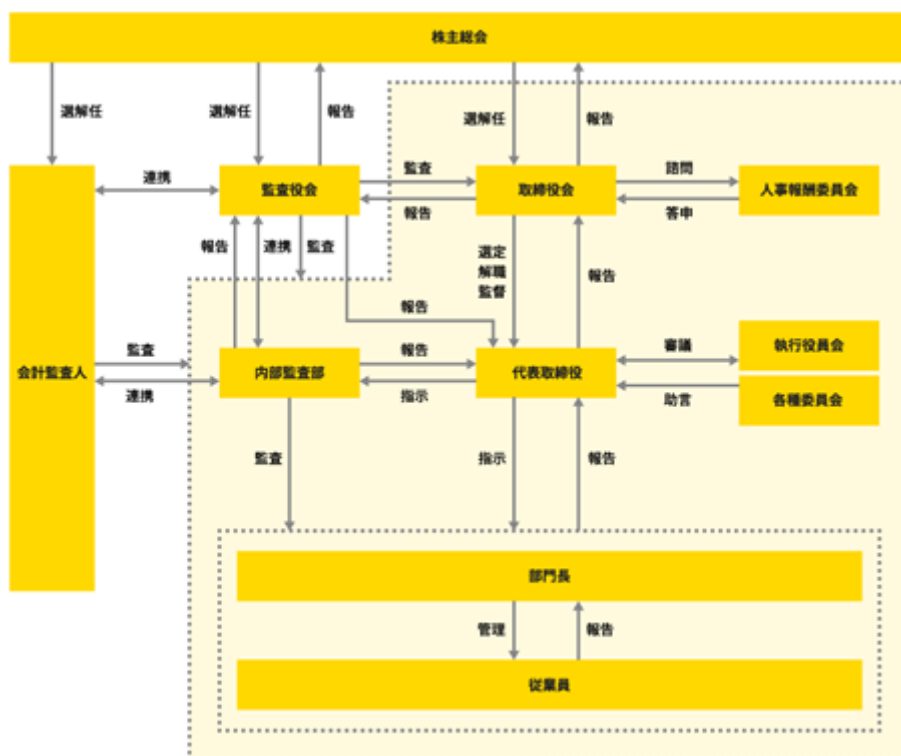 株主総会
選解任
選解任
報告
選解任
報告
連携
監査役会
監査
報告
取締役会
諮問
答申
人事報酬委員会
報告
連携
監査
選定
解職
監督
報告
報告
会計監査人
監査
連携
内部監査部
報告
指示
代表取締役
審議
助言
執行役員会
各種委員会
監査
指示
報告
部門長
管理
報告
従業員